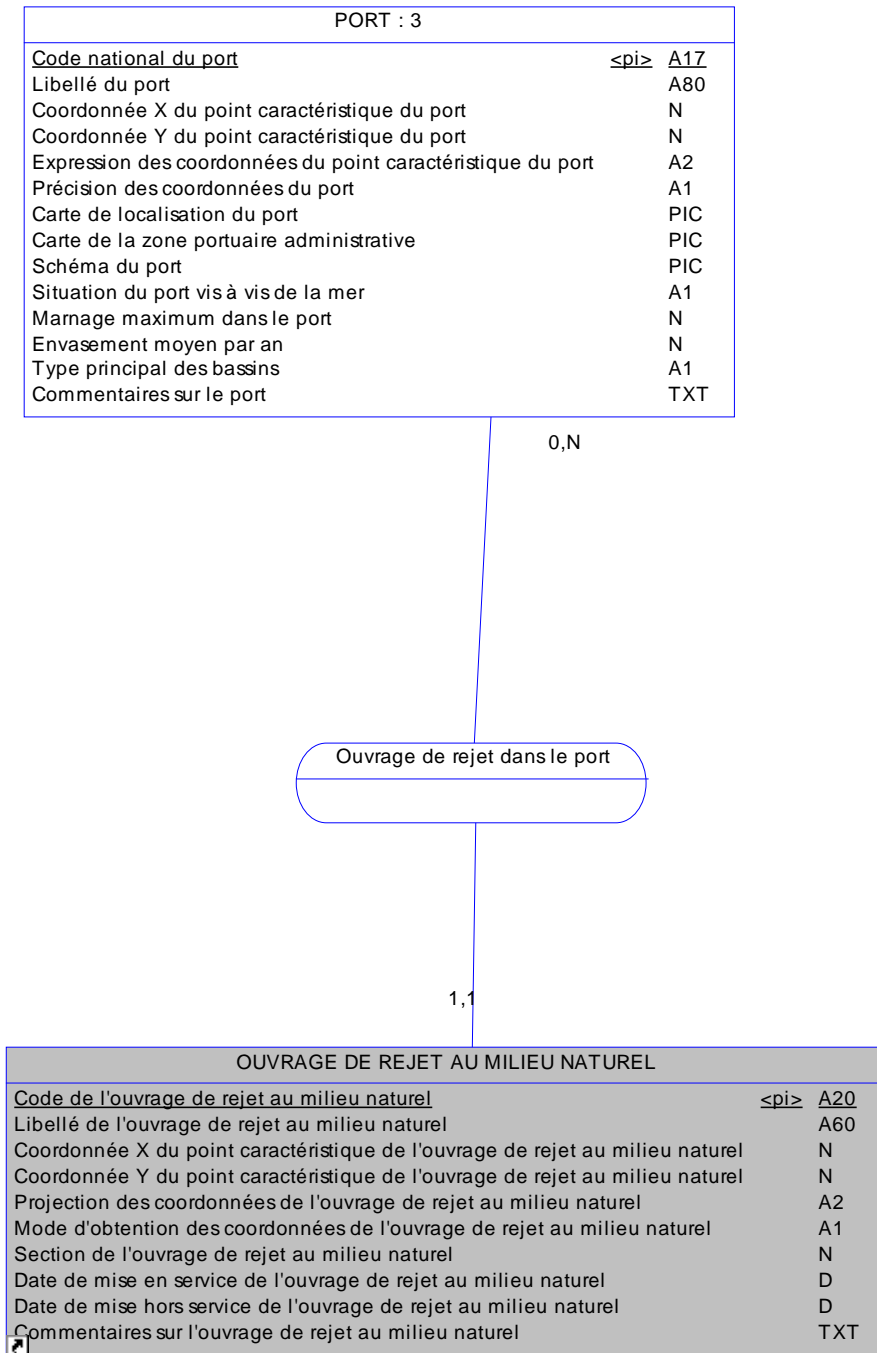 PORT : 3
Code national du port <pi> A17
Libellé du port A80
Coordonnée X du point caractéristique du port N
Coordonnée Y du point caractéristique du port N
Expression des coordonnées du point caractéristique du port A2
Précision des coordonnées du port A1
Carte de localisation du port PIC
Carte de la zone portuaire administrative PIC
Schéma du port PIC
Situation du port vis à vis de la mer A1
Marnage maximum dans le port N
Envasement moyen par an N
Type principal des bassins A1
Commentaires sur le port TXT
0,N
Ouvrage de rejet dans le port
1,1
OUVRAGE DE REJET AU MILIEU NATUREL
Code de l'ouvrage de rejet au milieu naturel <pi> A20
Libellé de l'ouvrage de rejet au milieu naturel A60
Coordonnée X du point caractéristique de l'ouvrage de rejet au milieu naturel N
Coordonnée Y du point caractéristique de l'ouvrage de rejet au milieu naturel N
Projection des coordonnées de l'ouvrage de rejet au milieu naturel A2
Mode d'obtention des coordonnées de l'ouvrage de rejet au milieu naturel A1
Section de l'ouvrage de rejet au milieu naturel N
Date de mise en service de l'ouvrage de rejet au milieu naturel D
Date de mise hors service de l'ouvrage de rejet au milieu naturel D
Commentaires sur l'ouvrage de rejet au milieu naturel TXT